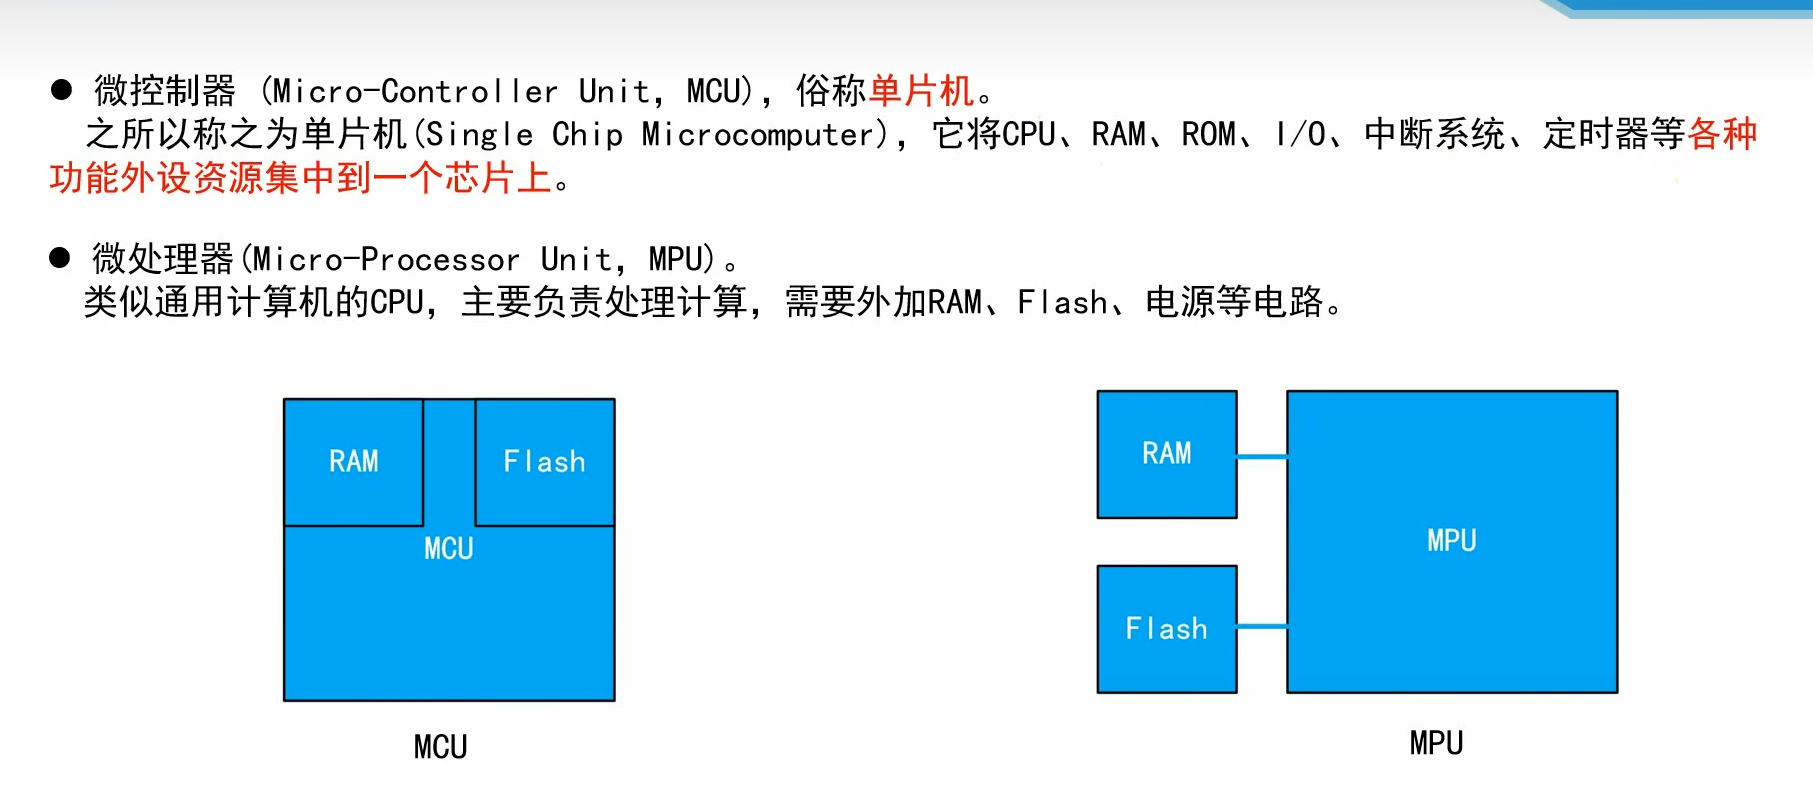 ● 微控制器 (Micro-Controller Unit, MCU)，俗称单片机。
之所以称之为单片机(Single Chip Microcomputer)，它将CPU、RAM、ROM、I/O、中断系统、定时器等各种
功能外设资源集中到一个芯片上。
● 微处理器(Micro-Processor Unit, MPU)。
类似通用计算机的CPU，主要负责处理计算，需要外加RAM、Flash、电源等电路。
RAM
Flash
MCU
MCU
RAM
Flash
MPU
MPU